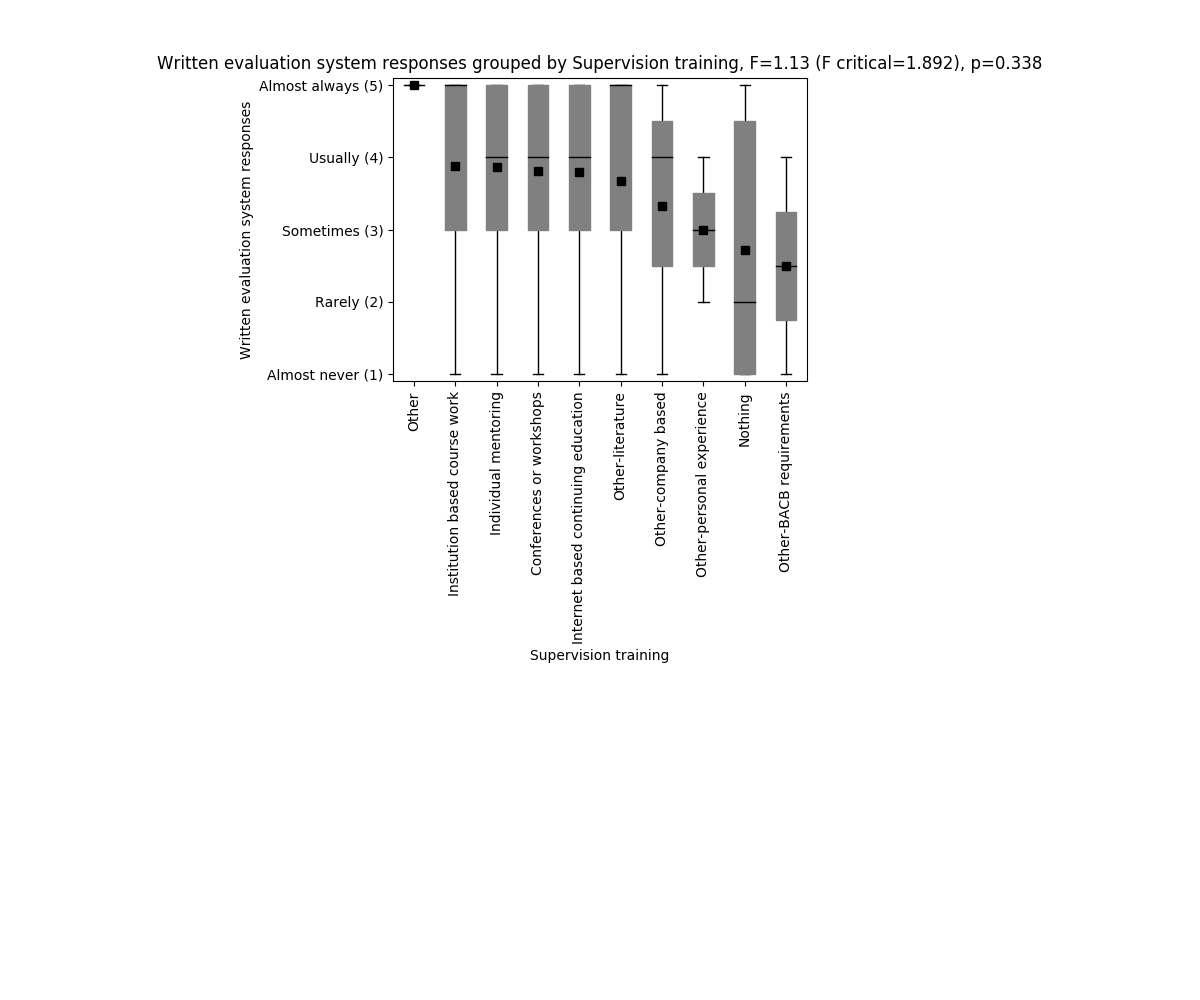 Written evaluation system responses grouped by Supervision training, F=1.13 (F critical=1.892), p=0.338
Written evaluation system responses
Almost always (5)
Usually (4)
Sometimes (3)
Rarely (2)
Almost never (1)
Other
Institution based course work
Individual mentoring
Conferences or workshops
Internet based continuing education
Other-literature
Other-company based
Other-personal experience
Nothing
Other-BACB requirements
Supervision training